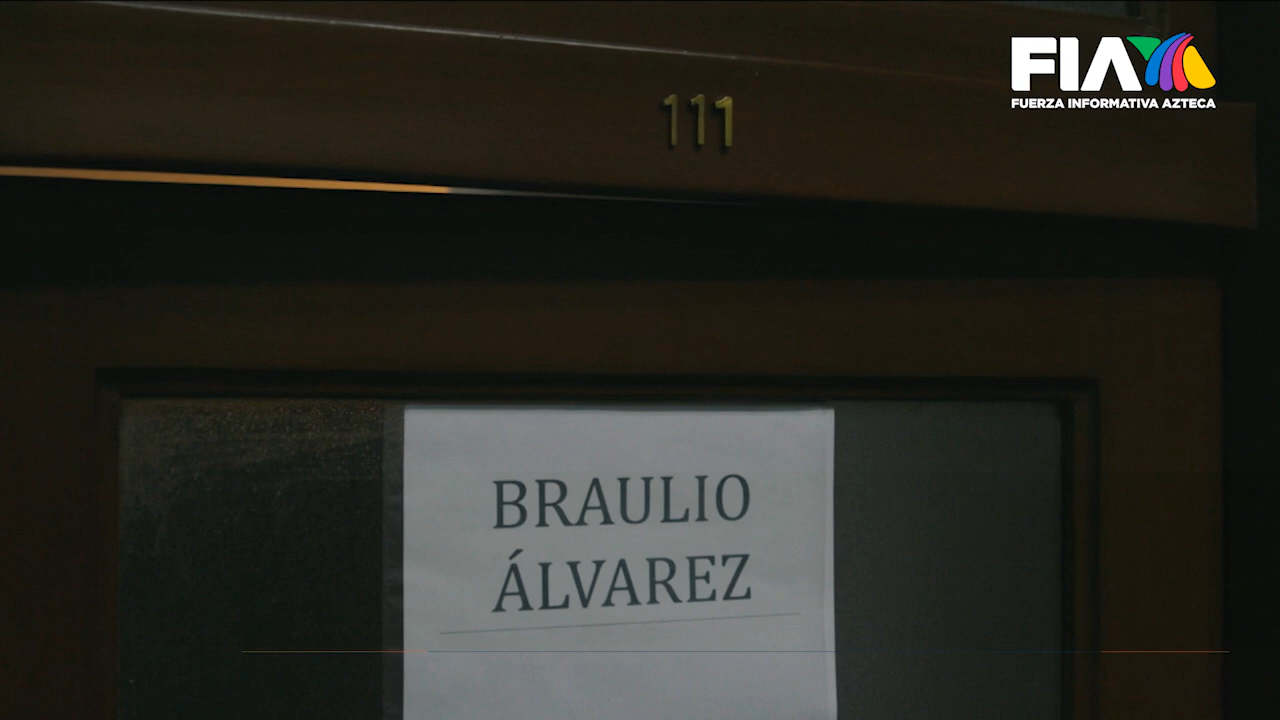 FIA
FUERZA INFORMATIVA AZTECA
111
BRAULIO
ÁLVAREZ